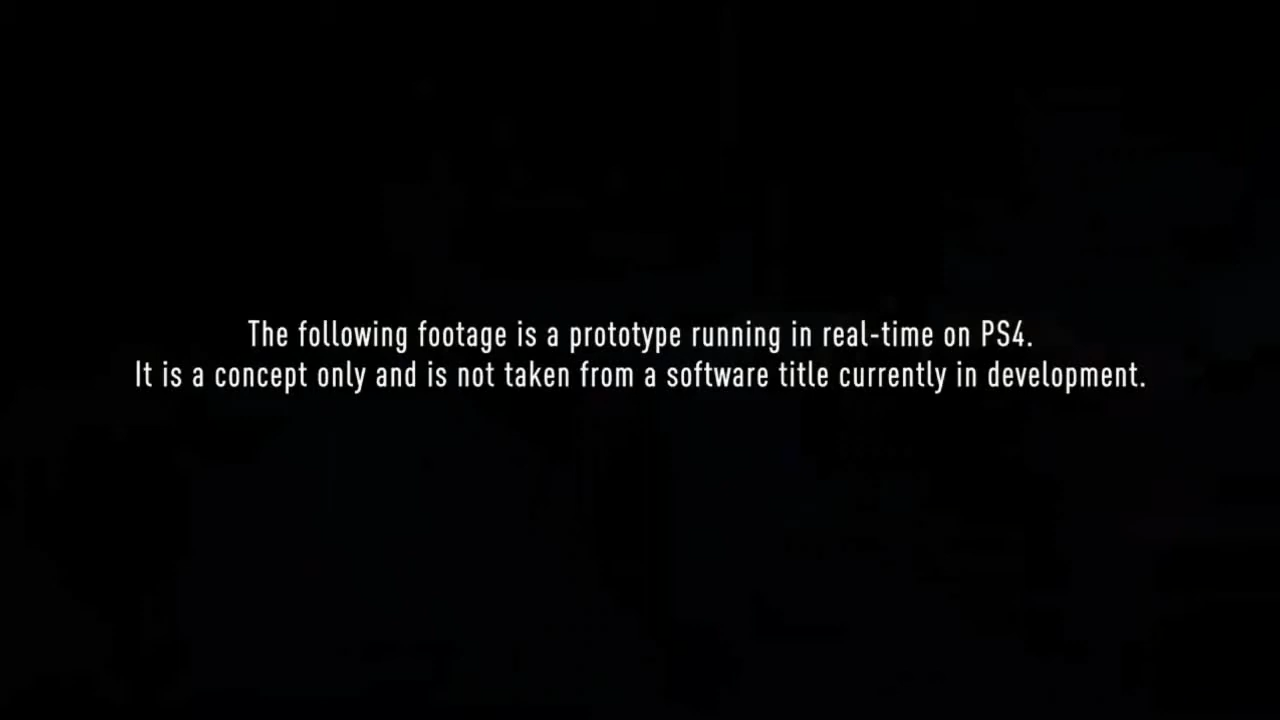 The following footage is a prototype running in real-time on PS4.
It is a concept only and is not taken from a software title currently in development.